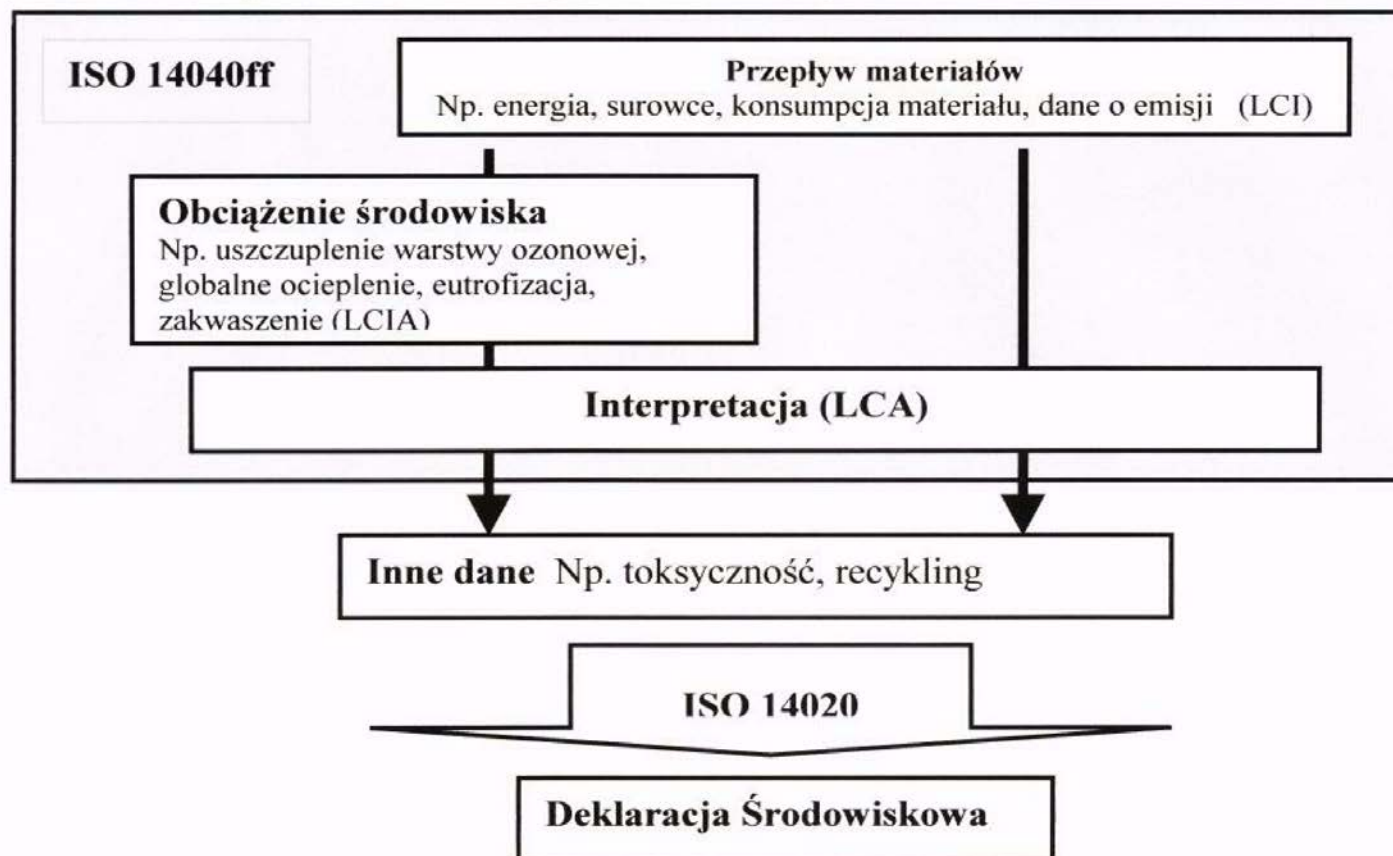 ISO 14040ff
Przepływ materiałów
Np. energia, surowce, konsumpcja materiału, dane o emisji (LCI)
Obciążenie środowiska
Np. uszczuplenie warstwy ozonowej,
globalne ocieplenie, eutrofizacja,
zakwaszenie (LCIA)
Interpretacja (LCA)
Inne dane Np. toksyczność, recykling
ISO 14020
Deklaracja Środowiskowa